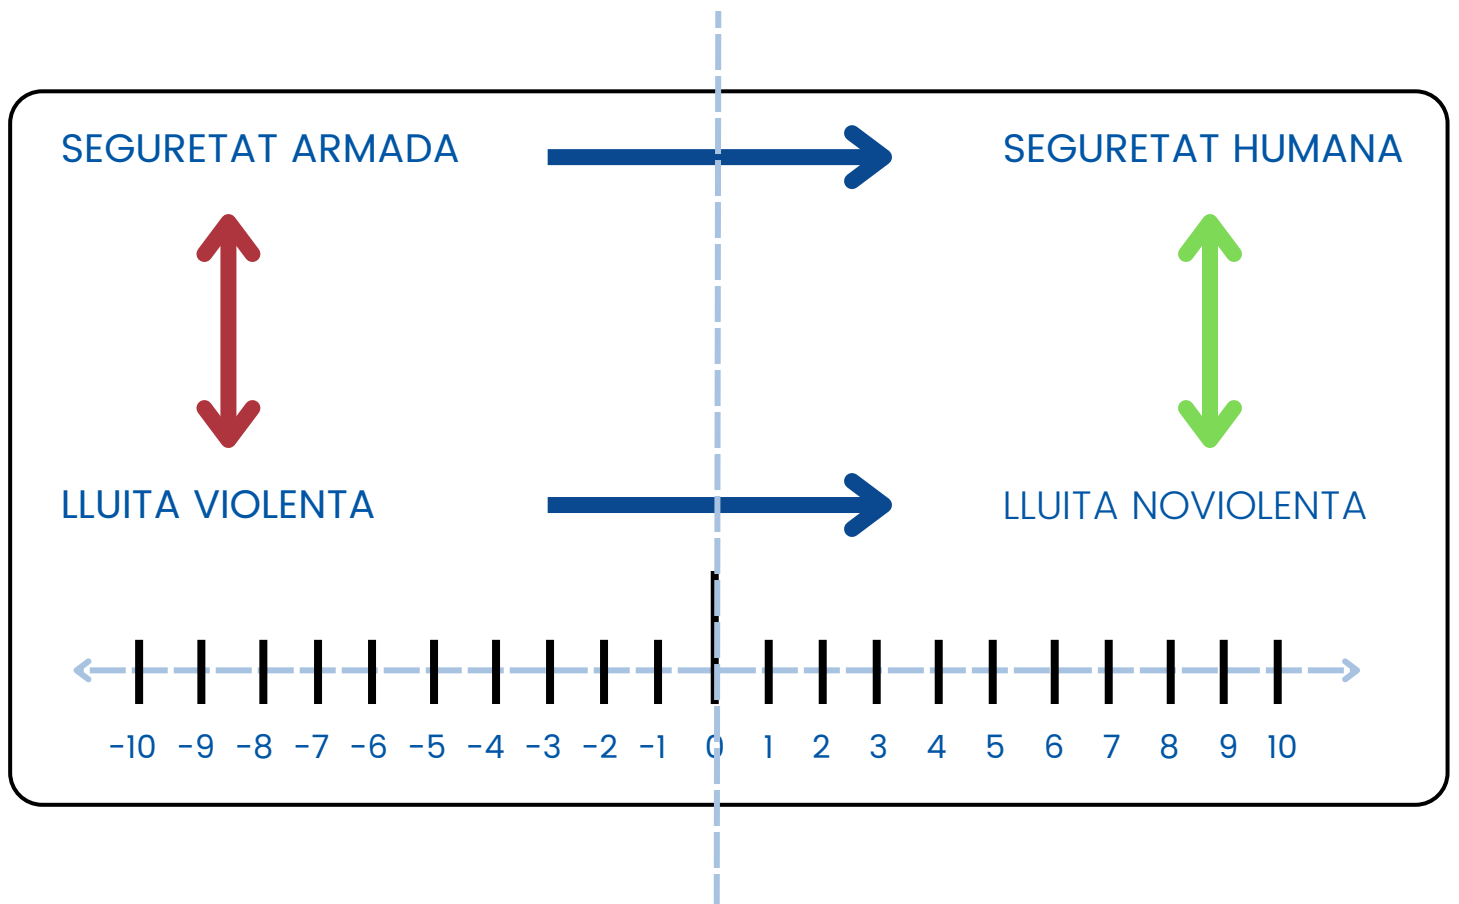 SEGURETAT ARMADA SEGURETAT HUMANA
LLUITA VIOLENTA LLUITA NOVIOLENTA
-10 -9 -8 -7 -6 -5 -4 -3 -2 -1 0 1 2 3 4 5 6 7 8 9 10